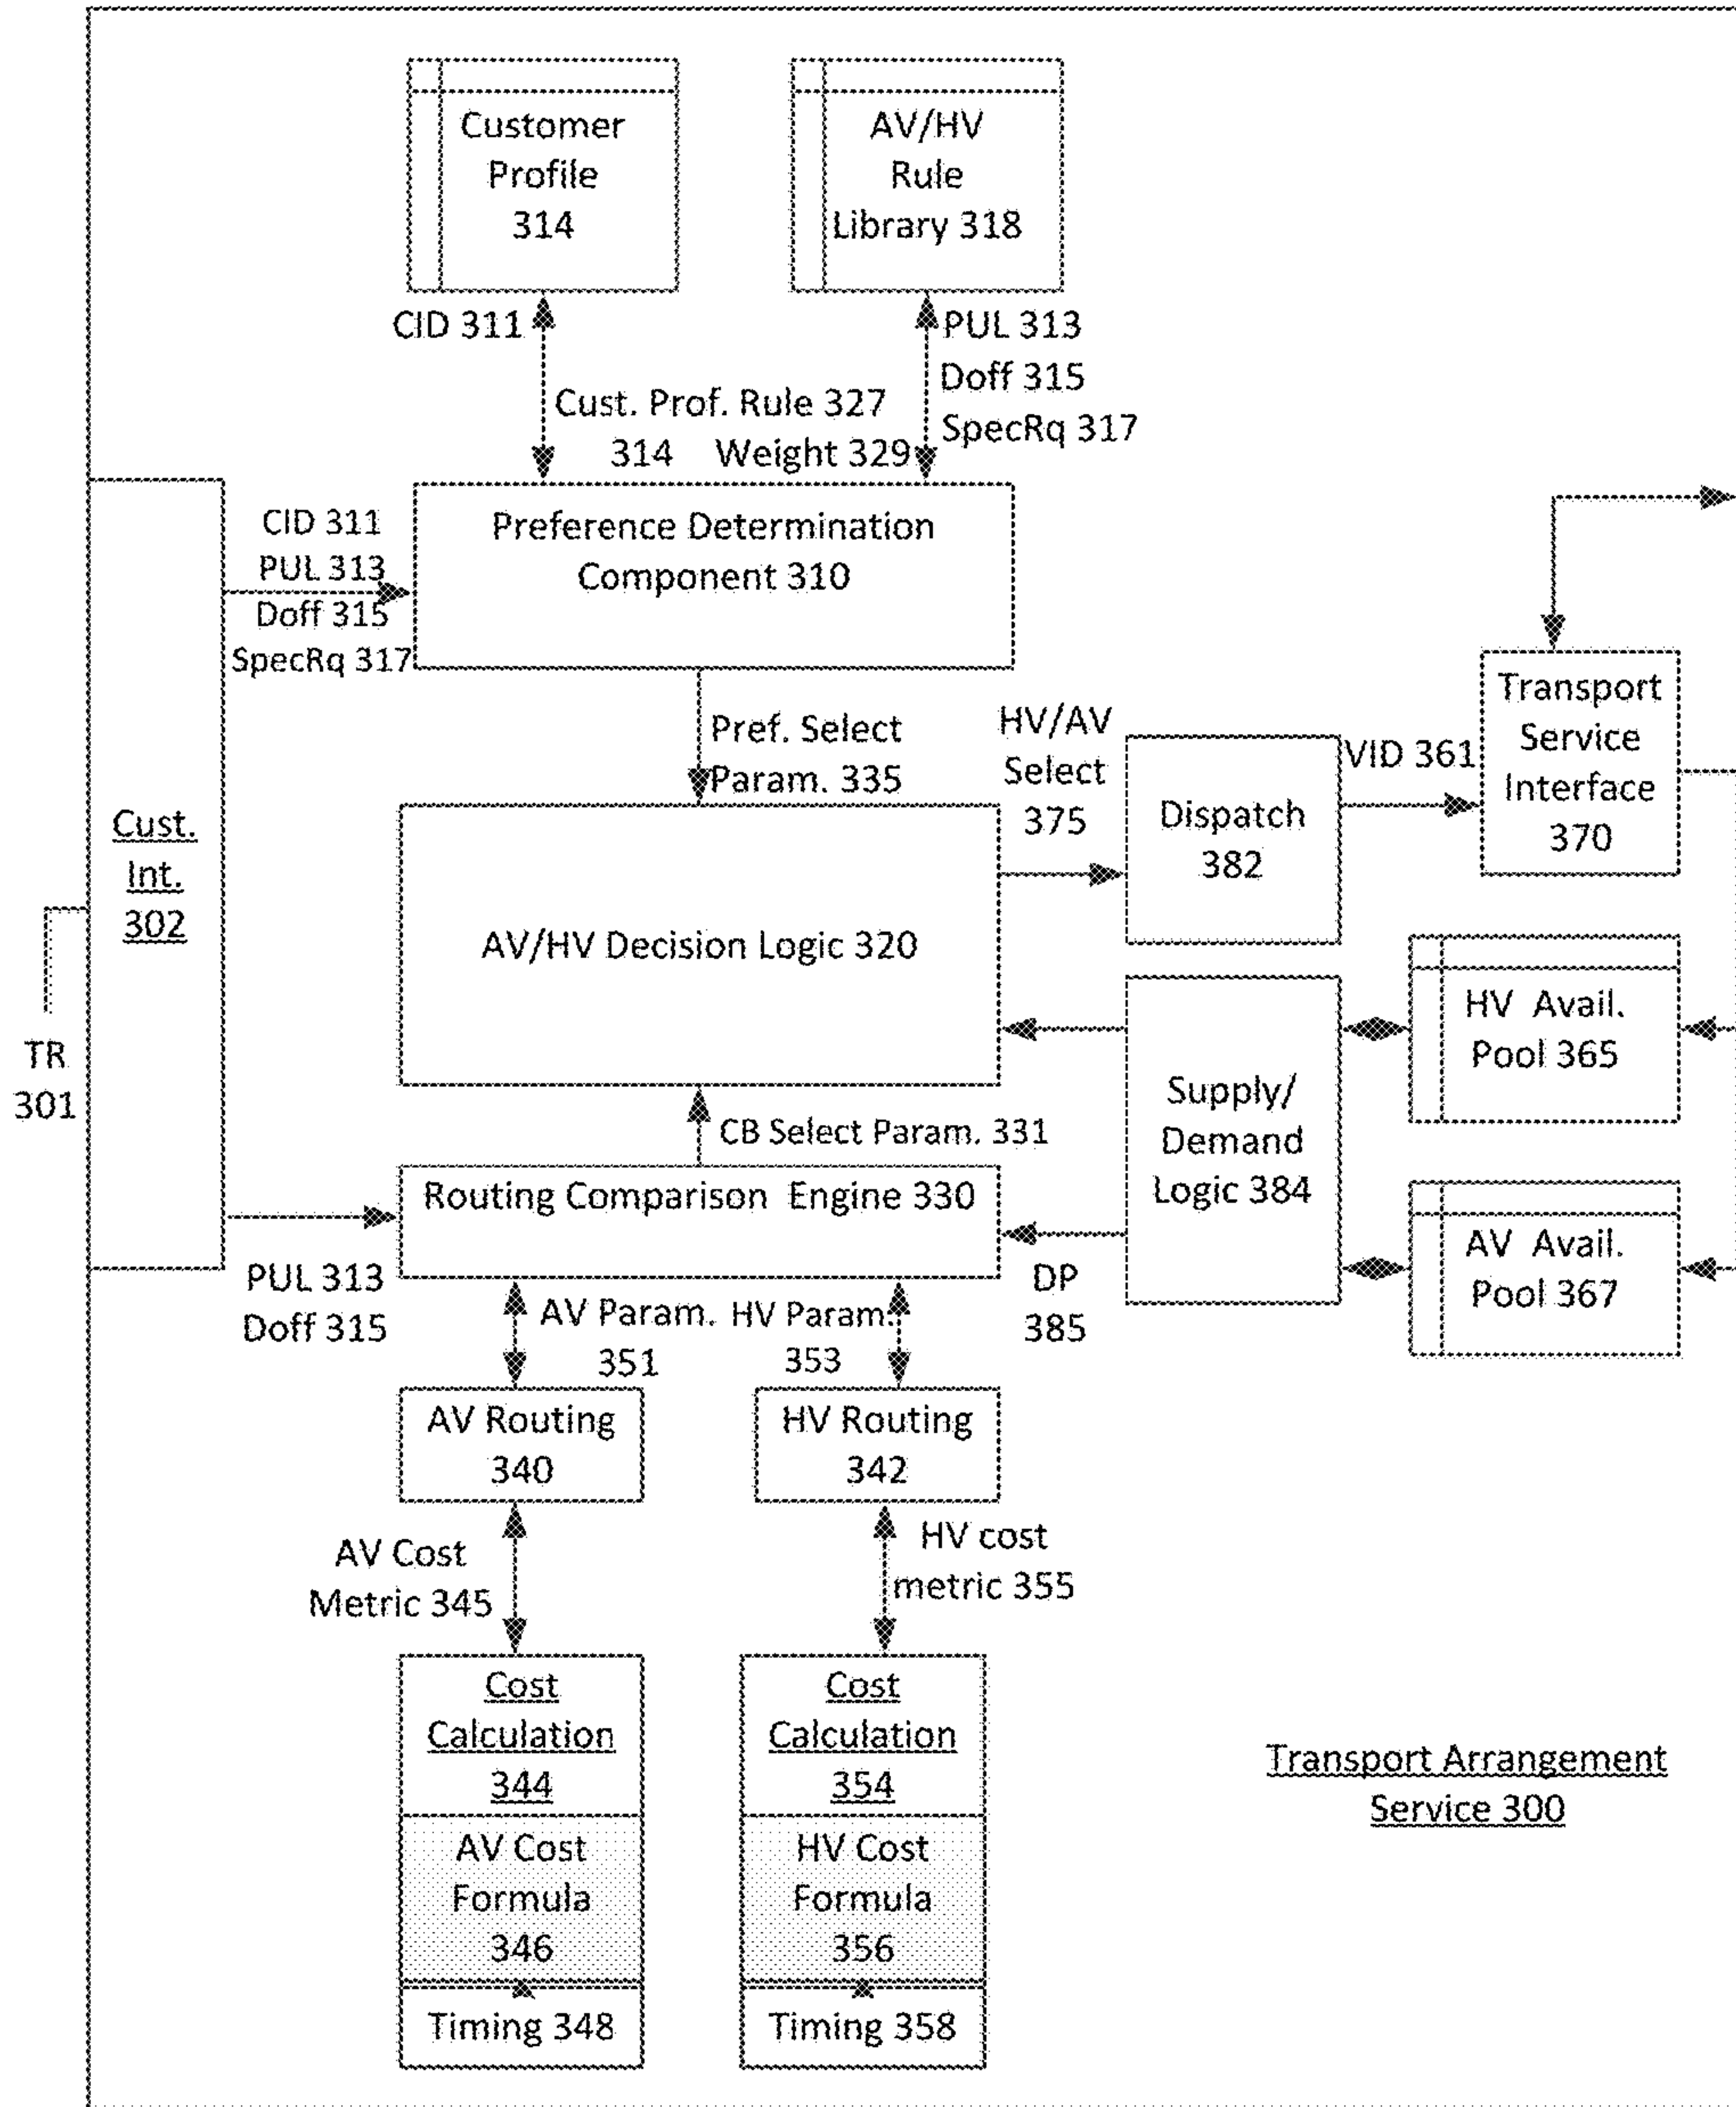 Customer
Profile
314
AV/HV
Rule
Library 318
CID 311
PUL 313
Doff 315
SpecRq 317
Cust. Prof. Rule 327
314 Weight 329
CID 311
PUL 313
Doff 315
SpecRq 317
Preference Determination
Component 310
Pref. Select
Param. 335
HV/AV
Select
375
Dispatch
382
VID 361
Transport
Service
Interface
370
Cust.
Int.
302
TR
301
AV/HV Decision Logic 320
Supply/
Demand
Logic 384
HV Avail.
Pool 365
AV Avail.
Pool 367
CB Select Param. 331
Routing Comparison Engine 330
PUL 313
Doff 315
DP
385
AV Param.
351
HV Param.
353
AV Routing
340
HV Routing
342
AV Cost
Metric 345
HV cost
metric 355
Cost
Calculation
344
AV Cost
Formula
346
Timing 348
Cost
Calculation
354
HV Cost
Formula
356
Timing 358
Transport Arrangement
Service 300